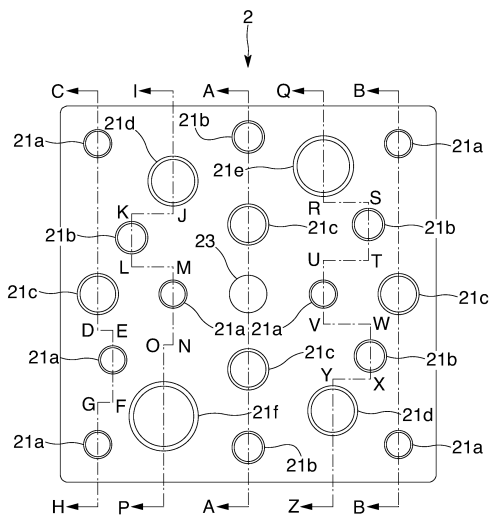 2
C I A Q B
21d 21b
21a 21e 21a
K J R S
21b 21c 21b
L M 23 U T
21c 21c
D E 21a 21a V W
21a O N 21c 21b
G F Y X
21f 21d
21a 21b 21a
H P A Z B